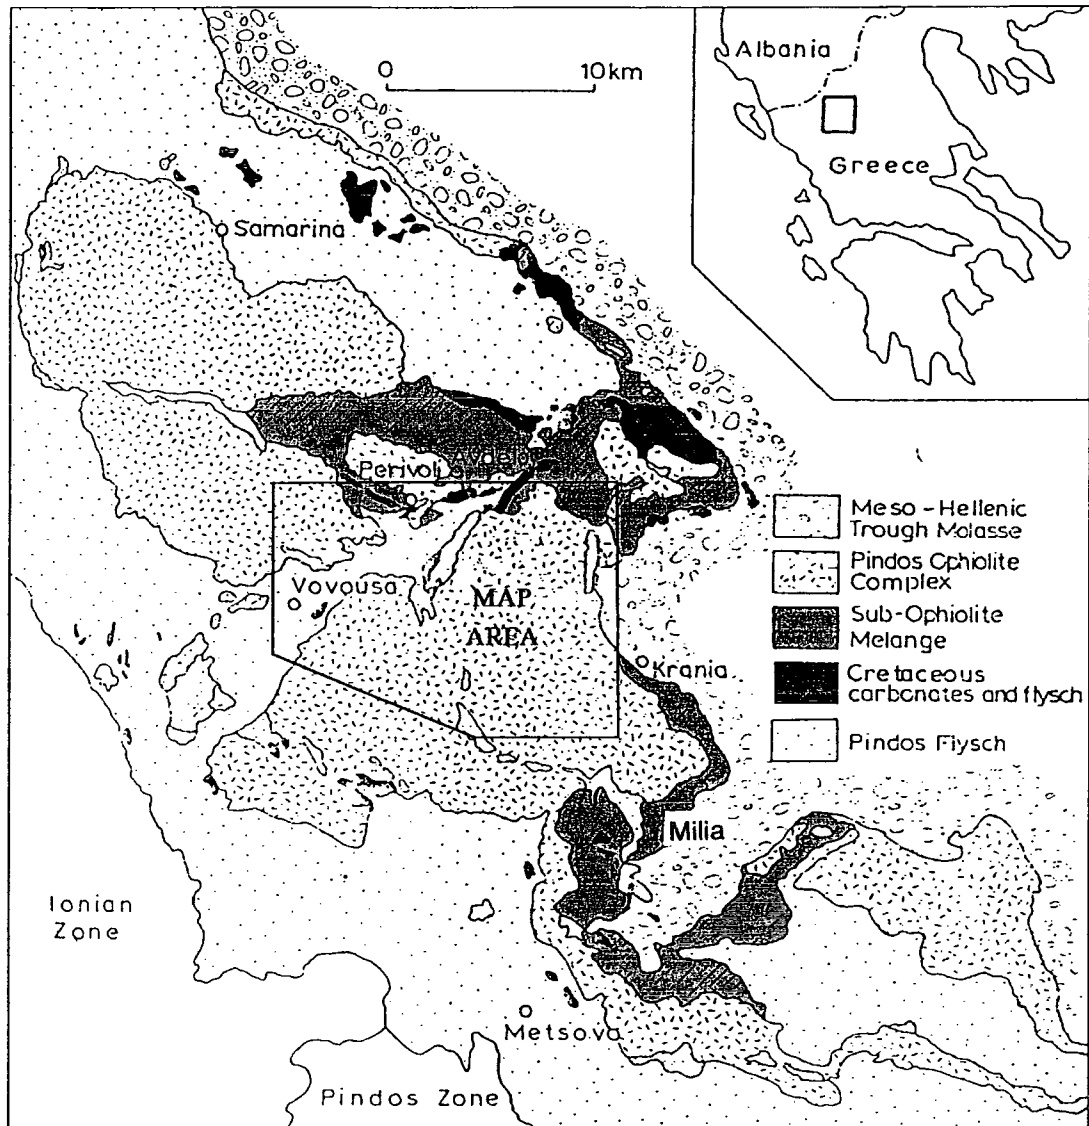 0 10km
Albania
Greece
Samarina
Perivoli
Vovousa
MAP
AREA
Krania
Milia
Metsovo
Ionian
Zone
Pindos Zone
Meso-Hellenic
Trough Molasse
Pindos Ophiolite
Complex
Sub-Ophiolite
Melange
Cretaceous
carbonates and flysch
Pindos Flysch